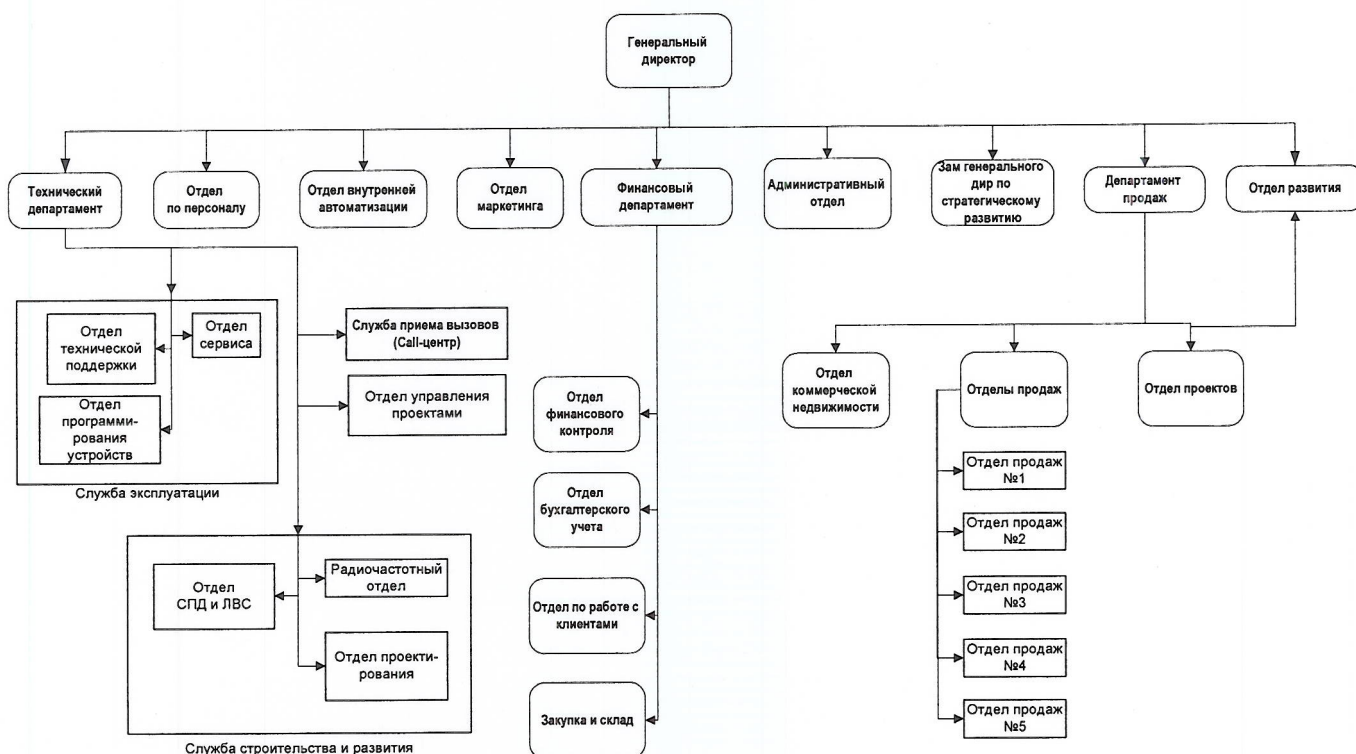 Генеральный
директор
Технический
департамент
Отдел
по персоналу
Отдел внутренней
автоматизации
Отдел
маркетинга
Финансовый
департамент
Административный
отдел
Зам генерального
дир по
стратегическому
развитию
Департамент
продаж
Отдел развития
Отдел
технической
поддержки
Отдел
сервиса
Отдел
программи-
рования
устройств
Служба эксплуатации
Служба приема вызовов
(Call-центр)
Отдел управления
проектами
Отдел
СПД и ЛВС
Радиочастотный
отдел
Отдел проекти-
рования
Служба строительства и развития
Отдел
финансового
контроля
Отдел
бухгалтерского
учета
Отдел по работе с
клиентами
Закупка и склад
Отдел
коммерческой
недвижимости
Отделы продаж
Отдел проектов
Отдел продаж
№1
Отдел продаж
№2
Отдел продаж
№3
Отдел продаж
№4
Отдел продаж
№5